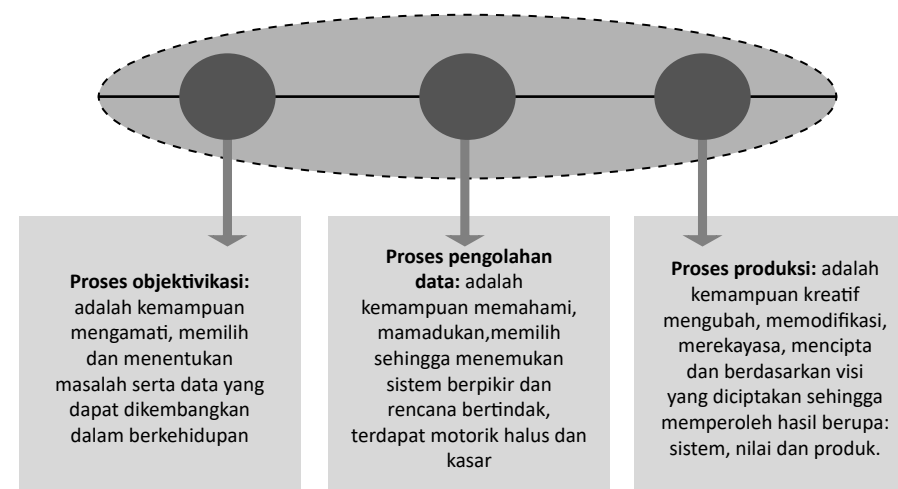 Proses objektivikasi:
adalah kemampuan
mengamati, memilih
dan menentukan
masalah serta data yang
dapat dikembangkan
dalam berkehidupan
Proses pengolahan
data: adalah
kemampuan memahami,
mamadukan,memilih
sehingga menemukan
sistem berpikir dan
rencana bertindak,
terdapat motorik halus dan
kasar
Proses produksi: adalah
kemampuan kreatif
mengubah, memodifikasi,
merekayasa, mencipta
dan berdasarkan visi
yang diciptakan sehingga
memperoleh hasil berupa:
sistem, nilai dan produk.